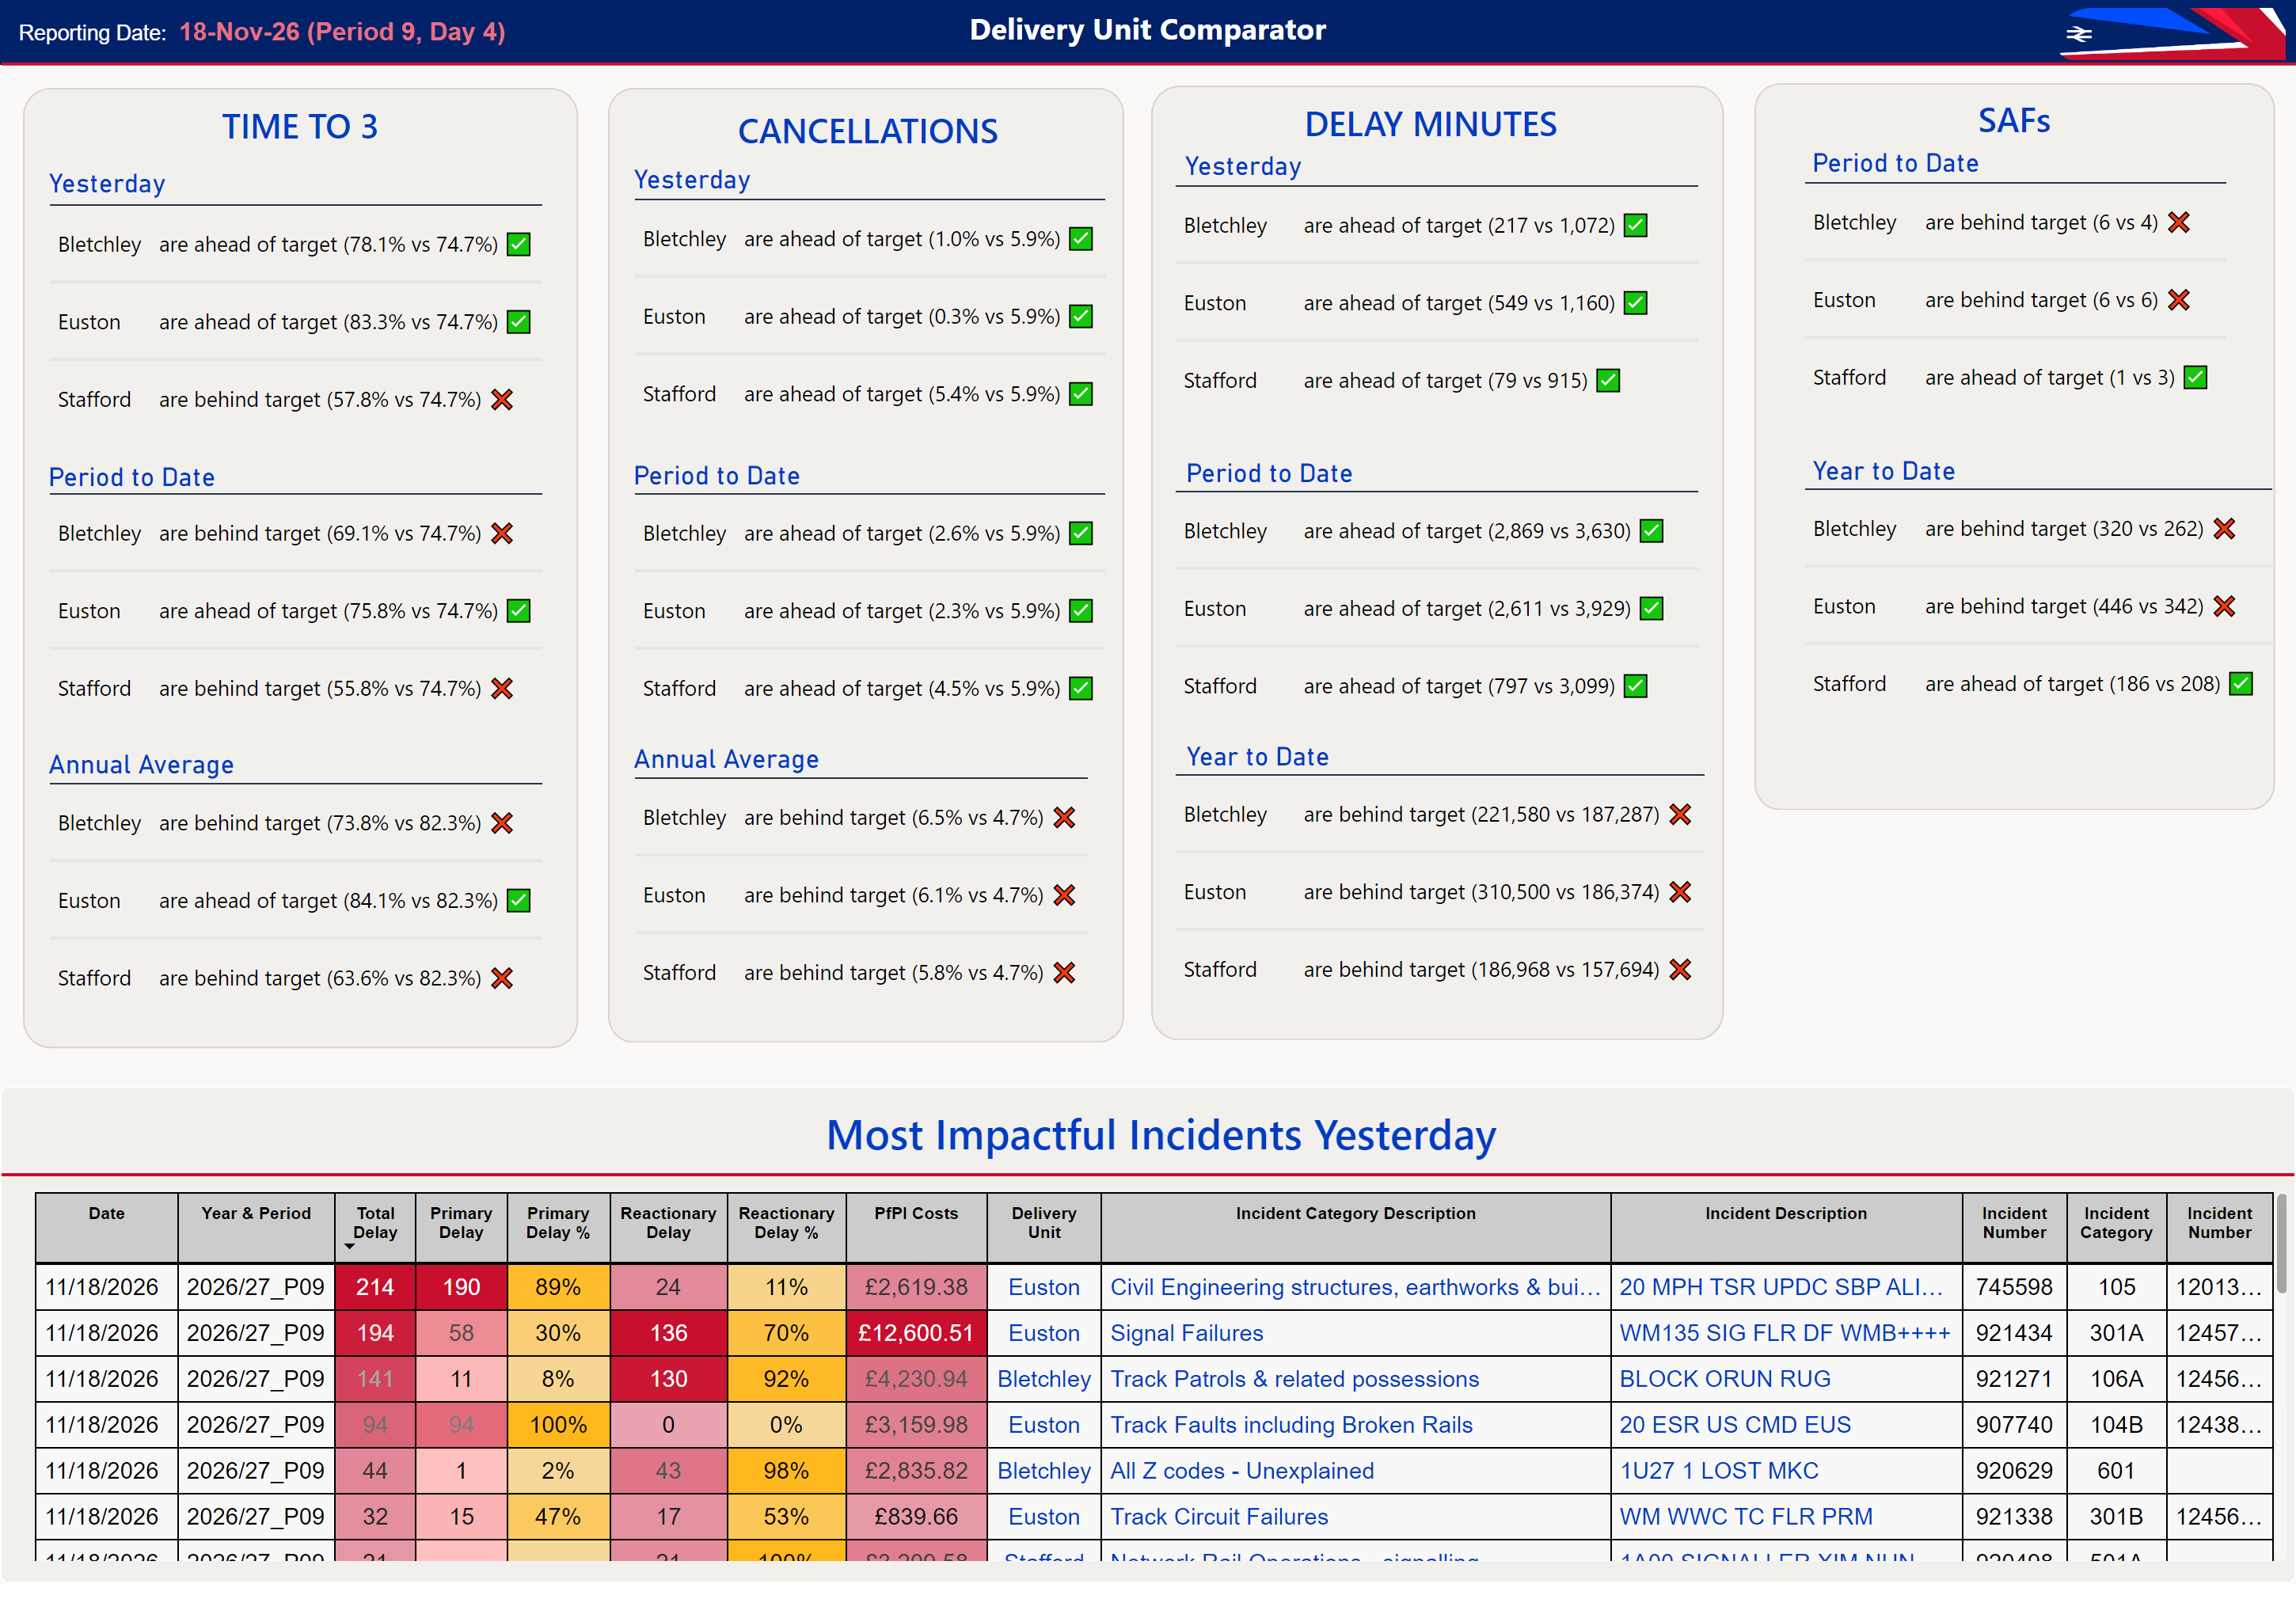 Reporting Date: 18-Nov-26 (Period 9, Day 4)
Delivery Unit Comparator
TIME TO 3
Yesterday
Bletchley are ahead of target (78.1% vs 74.7%) ✅
Euston are ahead of target (83.3% vs 74.7%) ✅
Stafford are behind target (57.8% vs 74.7%) ❌
Period to Date
Bletchley are behind target (69.1% vs 74.7%) ❌
Euston are ahead of target (75.8% vs 74.7%) ✅
Stafford are behind target (55.8% vs 74.7%) ❌
Annual Average
Bletchley are behind target (73.8% vs 82.3%) ❌
Euston are ahead of target (84.1% vs 82.3%) ✅
Stafford are behind target (63.6% vs 82.3%) ❌
CANCELLATIONS
Yesterday
Bletchley are ahead of target (1.0% vs 5.9%) ✅
Euston are ahead of target (0.3% vs 5.9%) ✅
Stafford are ahead of target (5.4% vs 5.9%) ✅
Period to Date
Bletchley are ahead of target (2.6% vs 5.9%) ✅
Euston are ahead of target (2.3% vs 5.9%) ✅
Stafford are ahead of target (4.5% vs 5.9%) ✅
Annual Average
Bletchley are behind target (6.5% vs 4.7%) ❌
Euston are behind target (6.1% vs 4.7%) ❌
Stafford are behind target (5.8% vs 4.7%) ❌
DELAY MINUTES
Yesterday
Bletchley are ahead of target (217 vs 1,072) ✅
Euston are ahead of target (549 vs 1,160) ✅
Stafford are ahead of target (79 vs 915) ✅
Period to Date
Bletchley are ahead of target (2,869 vs 3,630) ✅
Euston are ahead of target (2,611 vs 3,929) ✅
Stafford are ahead of target (797 vs 3,099) ✅
Year to Date
Bletchley are behind target (221,580 vs 187,287) ❌
Euston are behind target (310,500 vs 186,374) ❌
Stafford are behind target (186,968 vs 157,694) ❌
SAFs
Period to Date
Bletchley are behind target (6 vs 4) ❌
Euston are behind target (6 vs 6) ❌
Stafford are ahead of target (1 vs 3) ✅
Year to Date
Bletchley are behind target (320 vs 262) ❌
Euston are behind target (446 vs 342) ❌
Stafford are ahead of target (186 vs 208) ✅
Most Impactful Incidents Yesterday
Date Year & Period Total Delay Primary Delay Primary Delay % Reactionary Delay Reactionary Delay % PfPI Costs Delivery Unit Incident Category Description Incident Description Incident Number Incident Category Incident Number
11/18/2026 2026/27_P09 214 190 89% 24 11% £2,619.38 Euston Civil Engineering structures, earthworks & bui... 20 MPH TSR UPDC SBP ALI... 745598 105 12013...
11/18/2026 2026/27_P09 194 58 30% 136 70% £12,600.51 Euston Signal Failures WM135 SIG FLR DF WMB++++ 921434 301A 12457...
11/18/2026 2026/27_P09 141 11 8% 130 92% £4,230.94 Bletchley Track Patrols & related possessions BLOCK ORUN RUG 921271 106A 12456...
11/18/2026 2026/27_P09 94 94 100% 0 0% £3,159.98 Euston Track Faults including Broken Rails 20 ESR US CMD EUS 907740 104B 12438...
11/18/2026 2026/27_P09 44 1 2% 43 98% £2,835.82 Bletchley All Z codes - Unexplained 1U27 1 LOST MKC 920629 601
11/18/2026 2026/27_P09 32 15 47% 17 53% £839.66 Euston Track Circuit Failures WM WWC TC FLR PRM 921338 301B 12456...
11/18/2026 2026/27_P09 21 21 100% Stafford Network Rail Operations - signalling